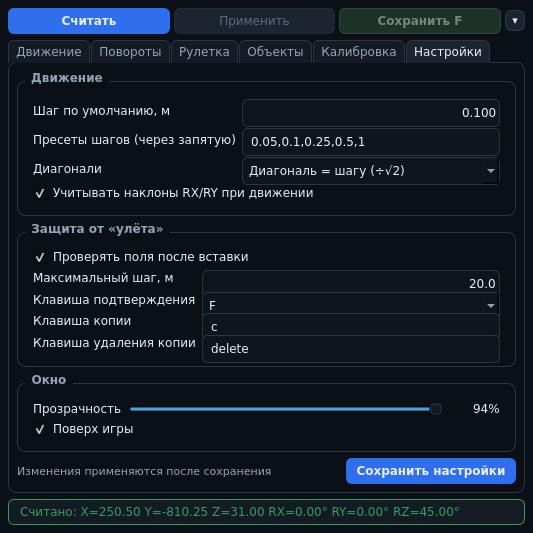 Считать Применить Сохранить F ▾
Движение Повороты Рулетка Объекты Калибровка Настройки
Движение
Шаг по умолчанию, м 0.100
Пресеты шагов (через запятую) 0.05,0.1,0.25,0.5,1
Диагонали Диагональ = шагу (÷√2)
Учитывать наклоны RX/RY при движении
Защита от «улёта»
Проверять поля после вставки
Максимальный шаг, м 20.0
Клавиша подтверждения F
Клавиша копии c
Клавиша удаления копии delete
Окно
Прозрачность 94%
Поверх игры
Изменения применяются после сохранения Сохранить настройки
Считано: X=250.50 Y=-810.25 Z=31.00 RX=0.00° RY=0.00° RZ=45.00°